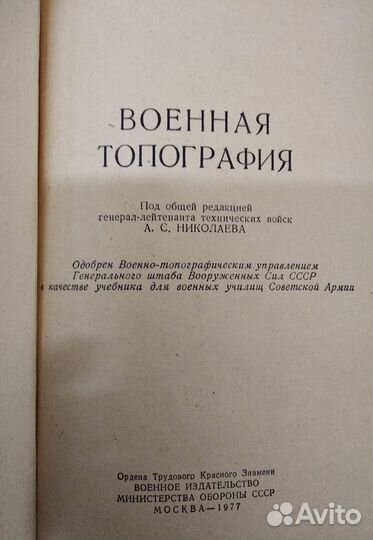 ВОЕННАЯ
ТОПОГРАФИЯ
Под общей редакцией
генерал-лейтенанта технических войск
А. С. НИКОЛАЕВА
Одобрен Военно-топографическим управлением
Генерального штаба Вооруженных Сил СССР
в качестве учебника для военных училищ Советской Армии
Ордена Трудового Красного Знамени
ВОЕННОЕ ИЗДАТЕЛЬСТВО
МИНИСТЕРСТВА ОБОРОНЫ СССР
МОСКВА—1977
Avito